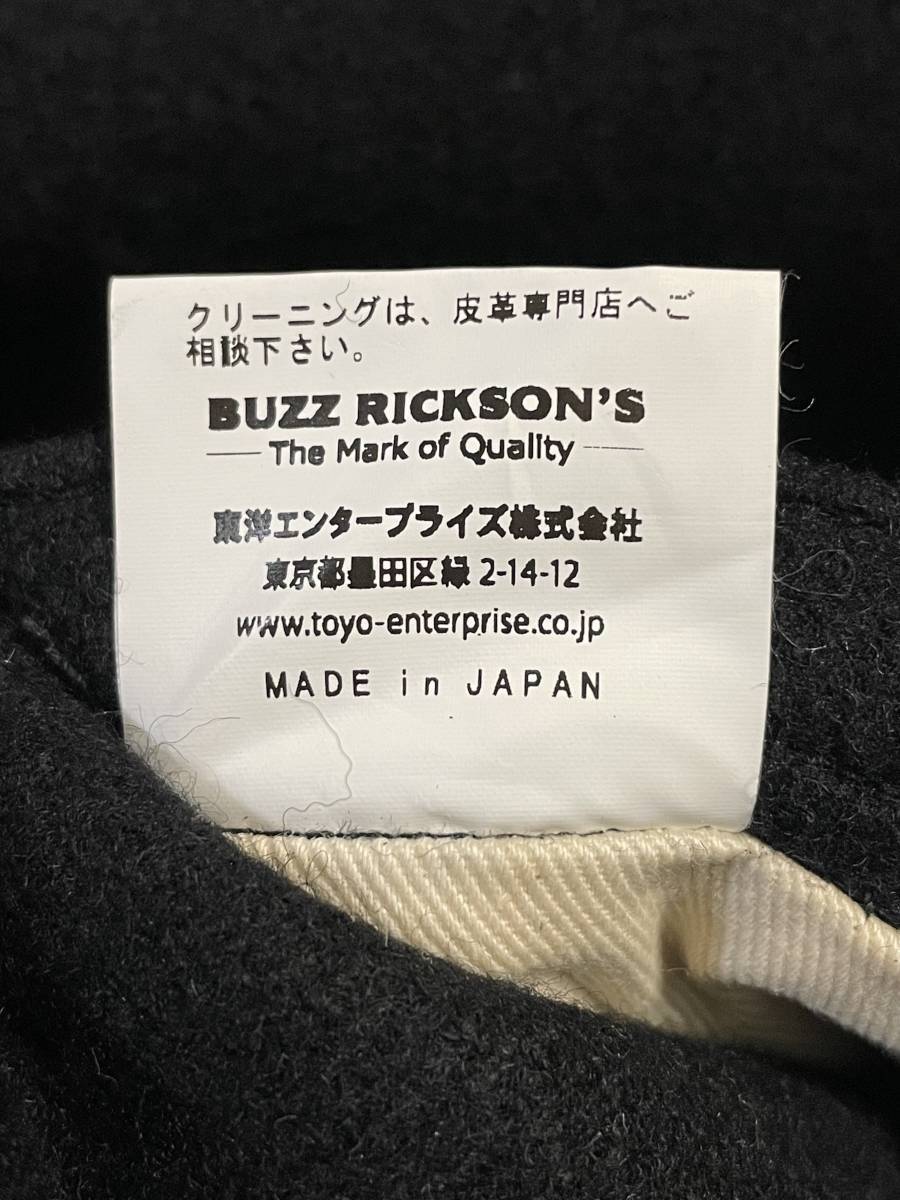 クリーニングは、皮革専門店へご
相談下さい。
BUZZ RICKSON'S
The Mark of Quality
東洋エンタープライズ株式会社
東京都墨田区緑 2-14-12
www.toyo-enterprise.co.jp
MADE in JAPAN